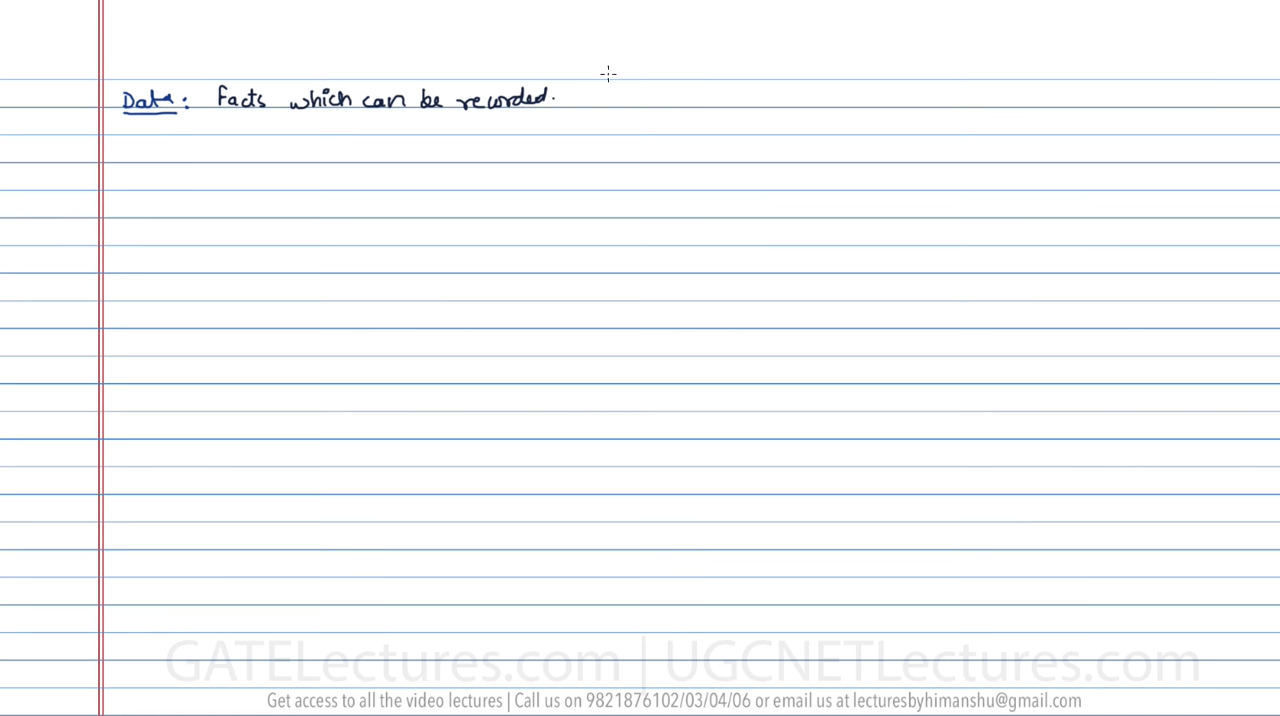 Data: Facts which can be recorded.
GATELectures.com | UGCNETLectures.com
Get access to all the video lectures | Call us on 9821876102/03/04/06 or email us at lecturesbyhimanshu@gmail.com